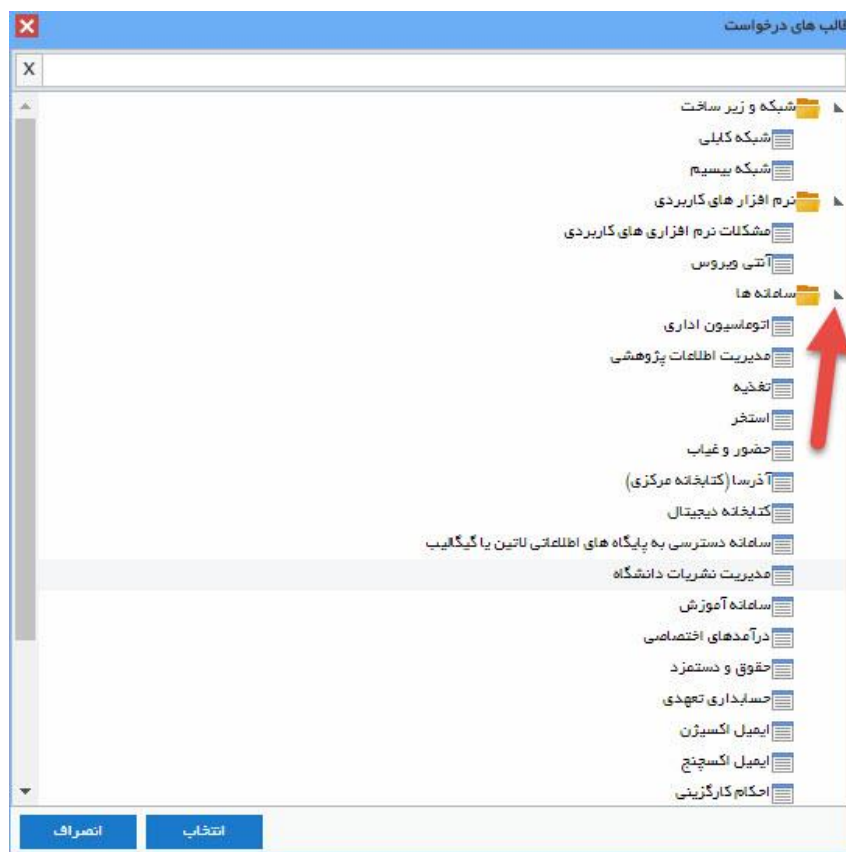 قالب های درخواست
X
شبکه و زیر ساخت
شبکه کابلی
شبکه بیسیم
نرم افزار های کاربردی
مشکلات نرم افزاری های کاربردی
آنتی ویروس
سامانه ها
اتوماسیون اداری
مدیریت اطلاعات پژوهشی
تغذیه
استخر
حضور و غیاب
آذرسا (کتابخانه مرکزی)
کتابخانه دیجیتال
سامانه دسترسی به پایگاه های اطلاعاتی لاتین یا گیگالیب
مدیریت نشریات دانشگاه
سامانه آموزش
درآمدهای اختصاصی
حقوق و دستمزد
حسابداری تعهدی
ایمیل اکسیژن
ایمیل اکسچنج
احکام کارگزینی
انتخاب انصراف